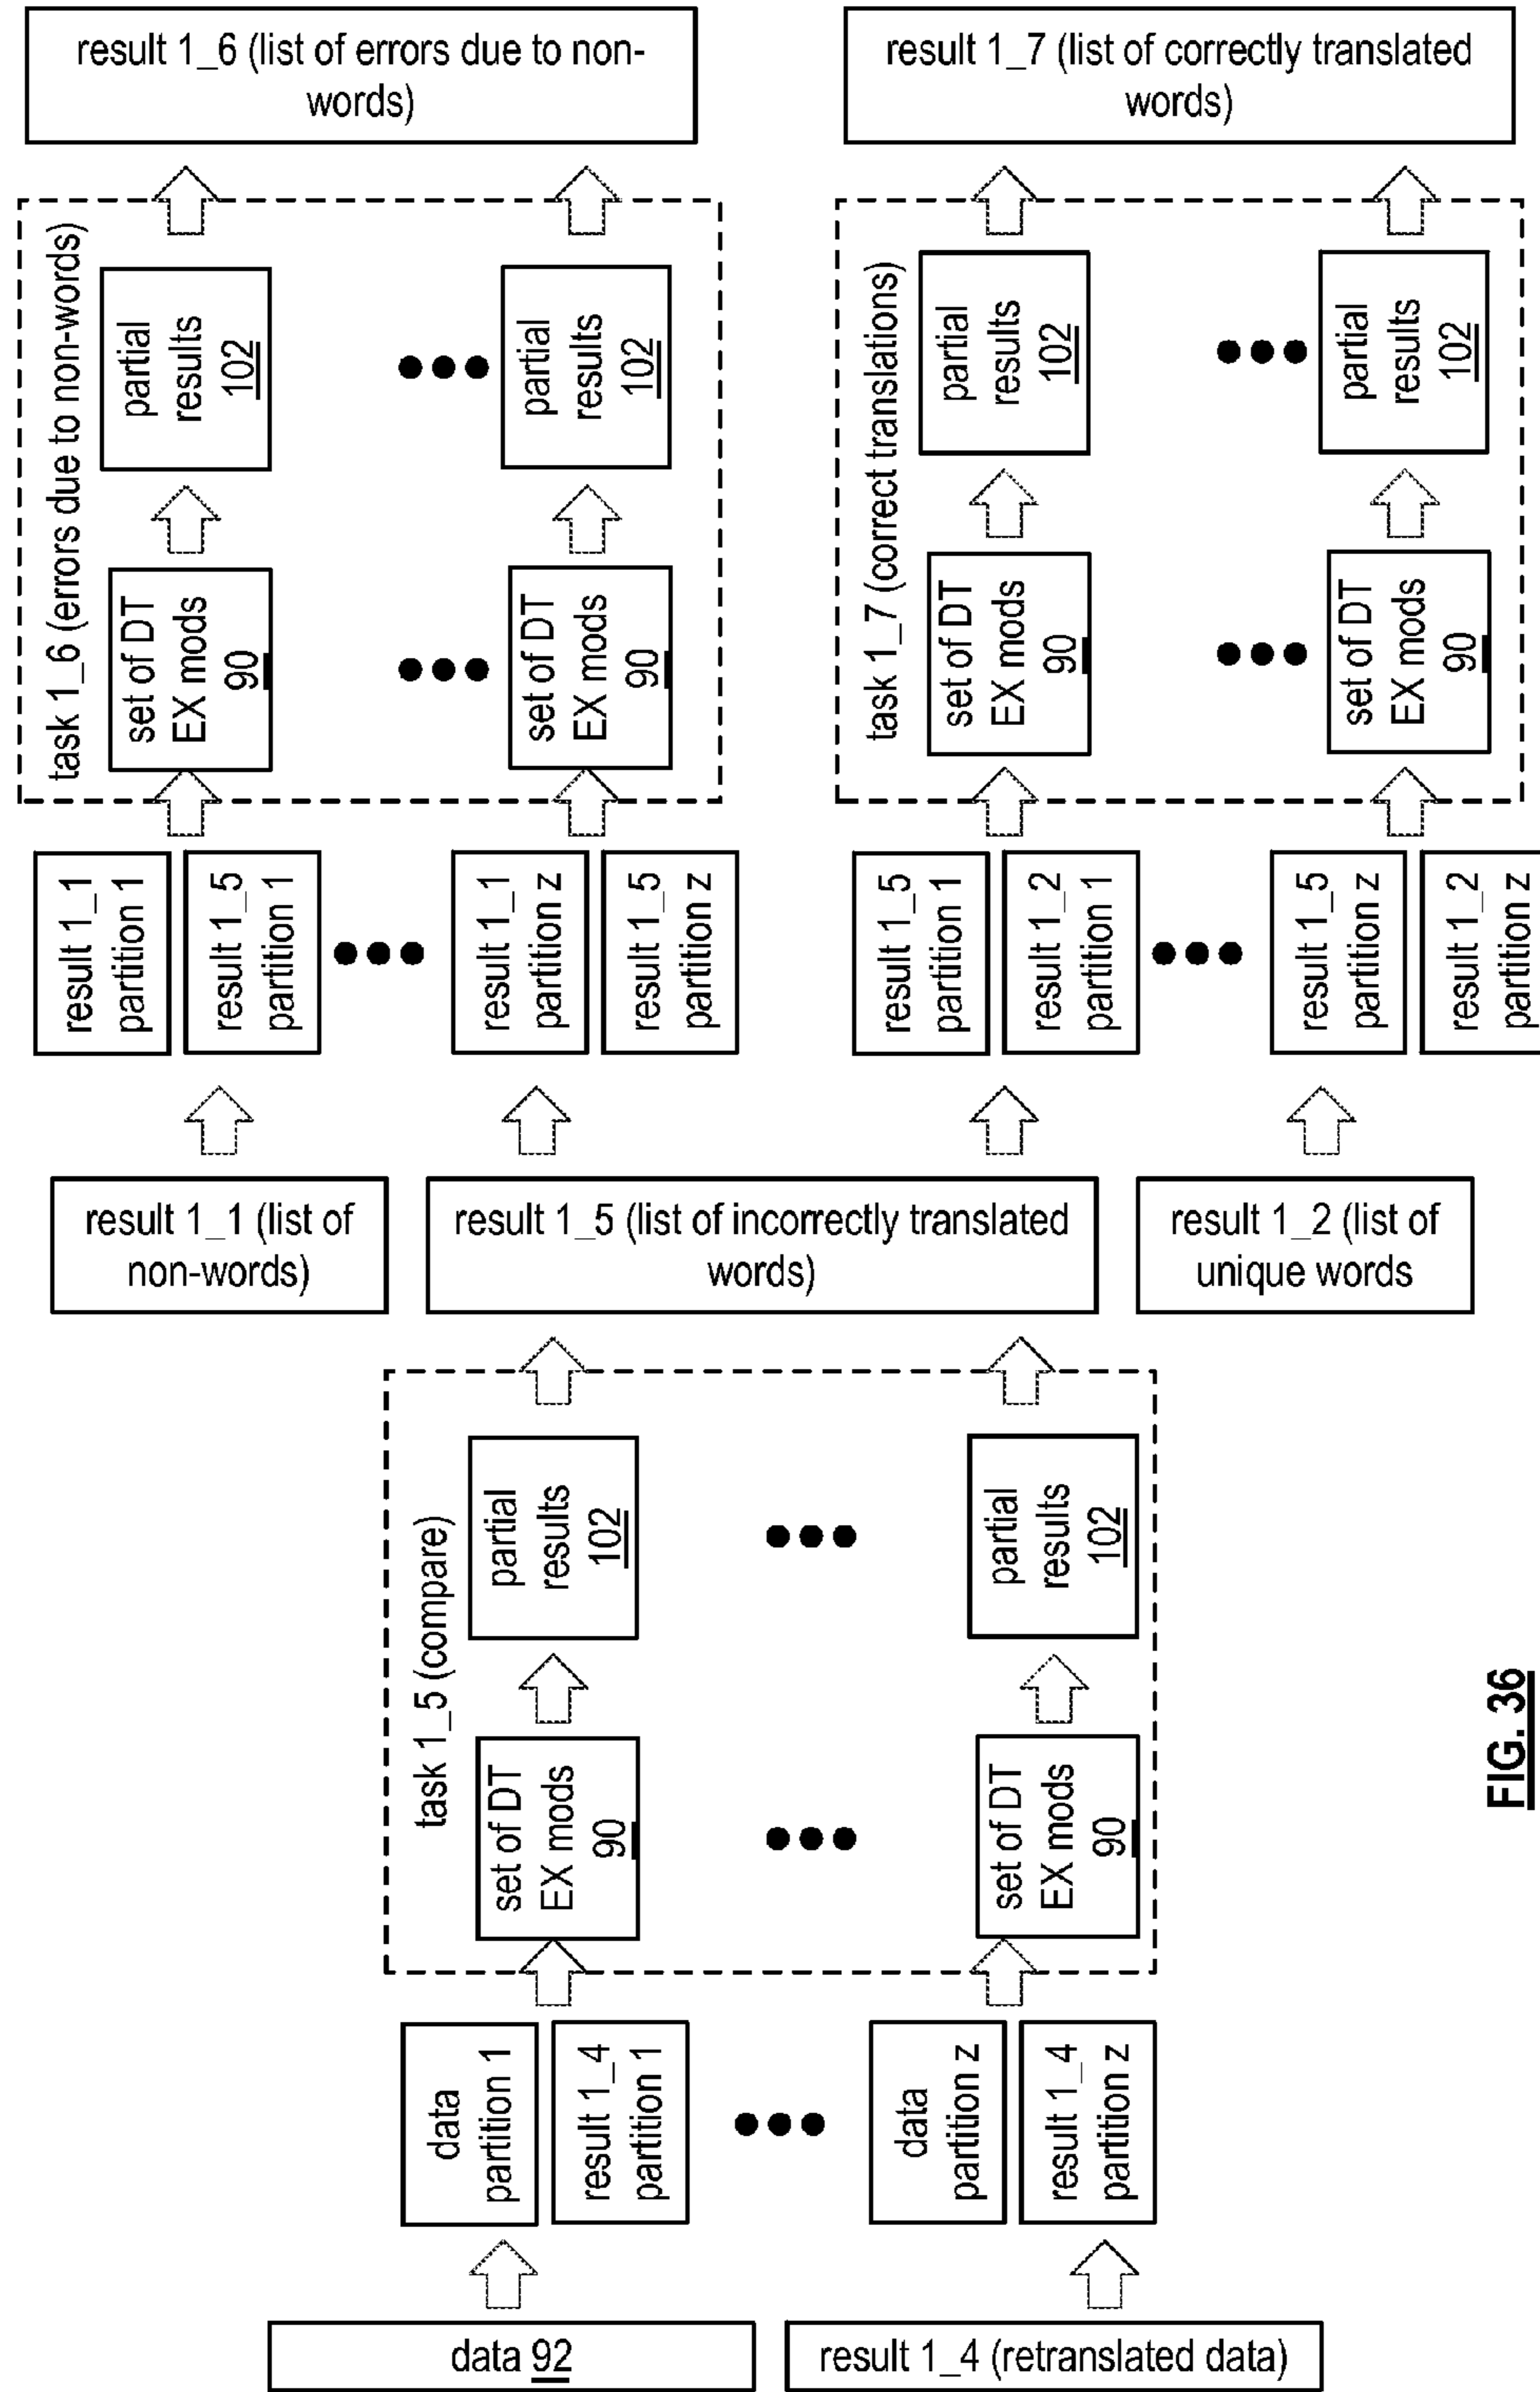 data 92
result 1_4 (retranslated data)
data
partition 1
result 1_4
partition 1
data
partition z
result 1_4
partition z
task 1_5 (compare)
set of DT
EX mods
90
partial
results
102
set of DT
EX mods
90
partial
results
102
result 1_1 (list of
non-words)
result 1_5 (list of incorrectly translated
words)
result 1_2 (list of
unique words
result 1_1
partition 1
result 1_5
partition 1
result 1_1
partition z
result 1_5
partition z
result 1_5
partition 1
result 1_2
partition 1
result 1_5
partition z
result 1_2
partition z
task 1_6 (errors due to non-words)
set of DT
EX mods
90
partial
results
102
set of DT
EX mods
90
partial
results
102
task 1_7 (correct translations)
set of DT
EX mods
90
partial
results
102
set of DT
EX mods
90
partial
results
102
result 1_6 (list of errors due to non-
words)
result 1_7 (list of correctly translated
words)
FIG. 36